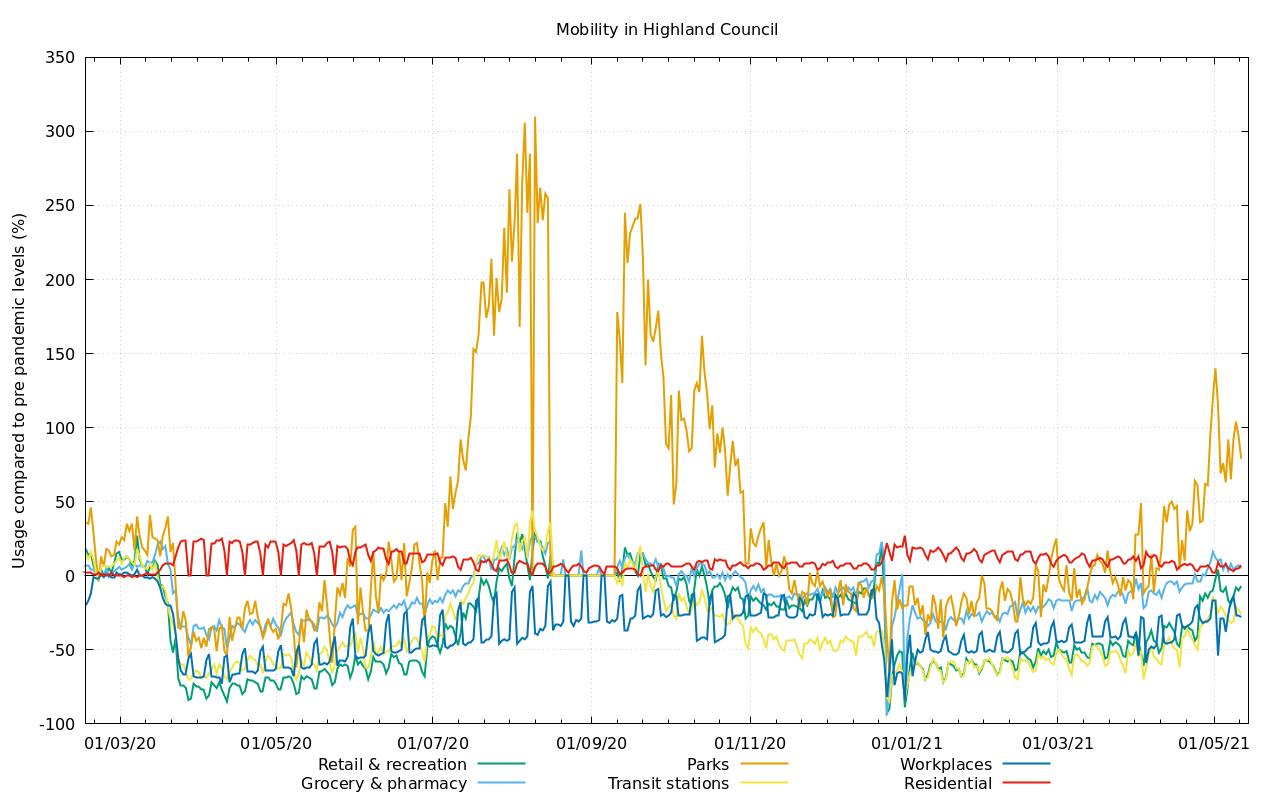 Mobility in Highland Council
Usage compared to pre pandemic levels (%)
350
300
250
200
150
100
50
0
-50
-100
01/03/20 01/05/20 01/07/20 01/09/20 01/11/20 01/01/21 01/03/21 01/05/21
Retail & recreation Parks Workplaces
Grocery & pharmacy Transit stations Residential